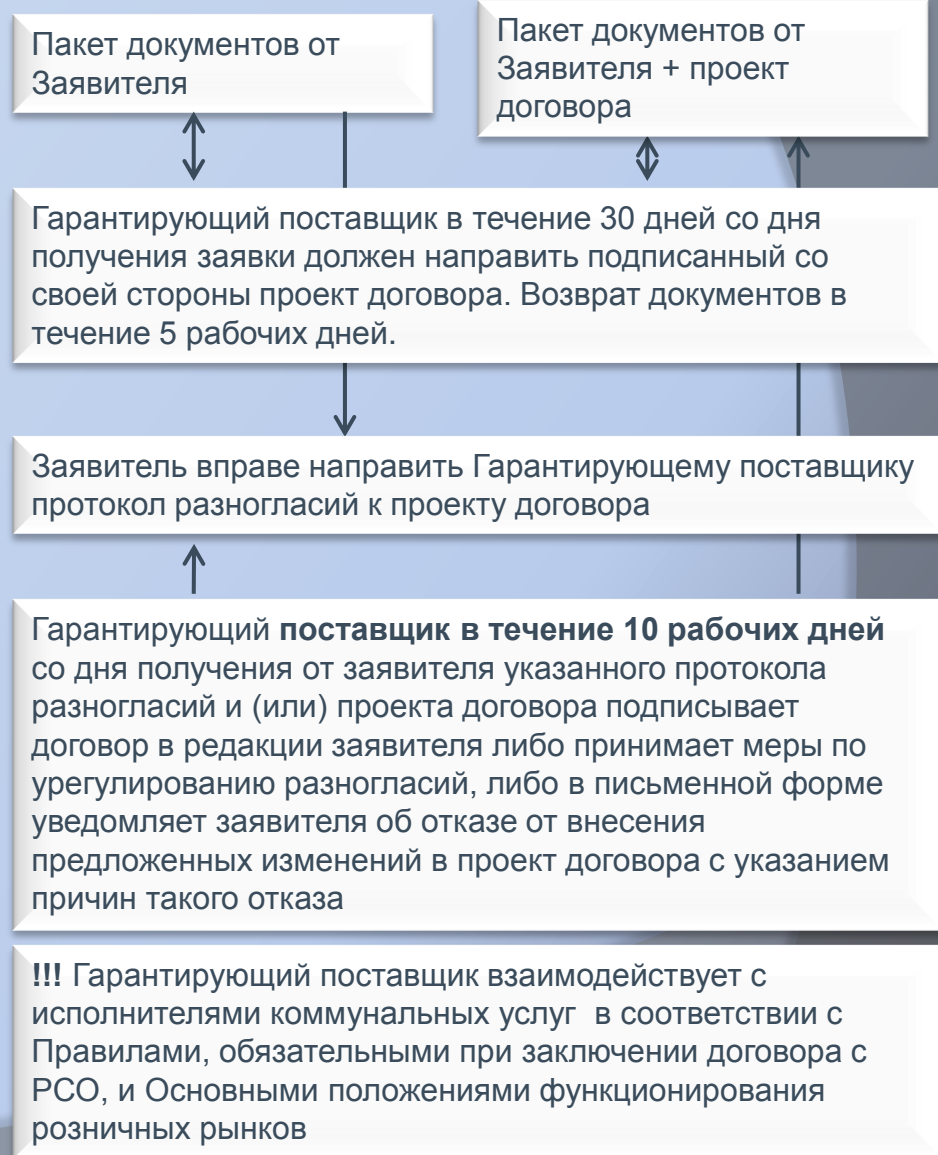 Пакет документов от
Заявителя
Пакет документов от
Заявителя + проект
договора
Гарантирующий поставщик в течение 30 дней со дня
получения заявки должен направить подписанный со
своей стороны проект договора. Возврат документов в
течение 5 рабочих дней.
Заявитель вправе направить Гарантирующему поставщику
протокол разногласий к проекту договора
Гарантирующий поставщик в течение 10 рабочих дней
со дня получения от заявителя указанного протокола
разногласий и (или) проекта договора подписывает
договор в редакции заявителя либо принимает меры по
урегулированию разногласий, либо в письменной форме
уведомляет заявителя об отказе от внесения
предложенных изменений в проект договора с указанием
причин такого отказа
!!! Гарантирующий поставщик взаимодействует с
исполнителями коммунальных услуг в соответствии с
Правилами, обязательными при заключении договора с
РСО, и Основными положениями функционирования
розничных рынков